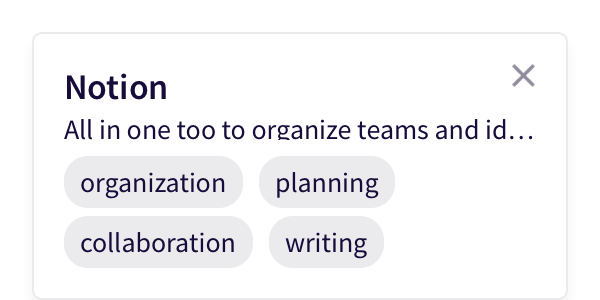 Notion
All in one too to organize teams and id…
organization planning
collaboration writing